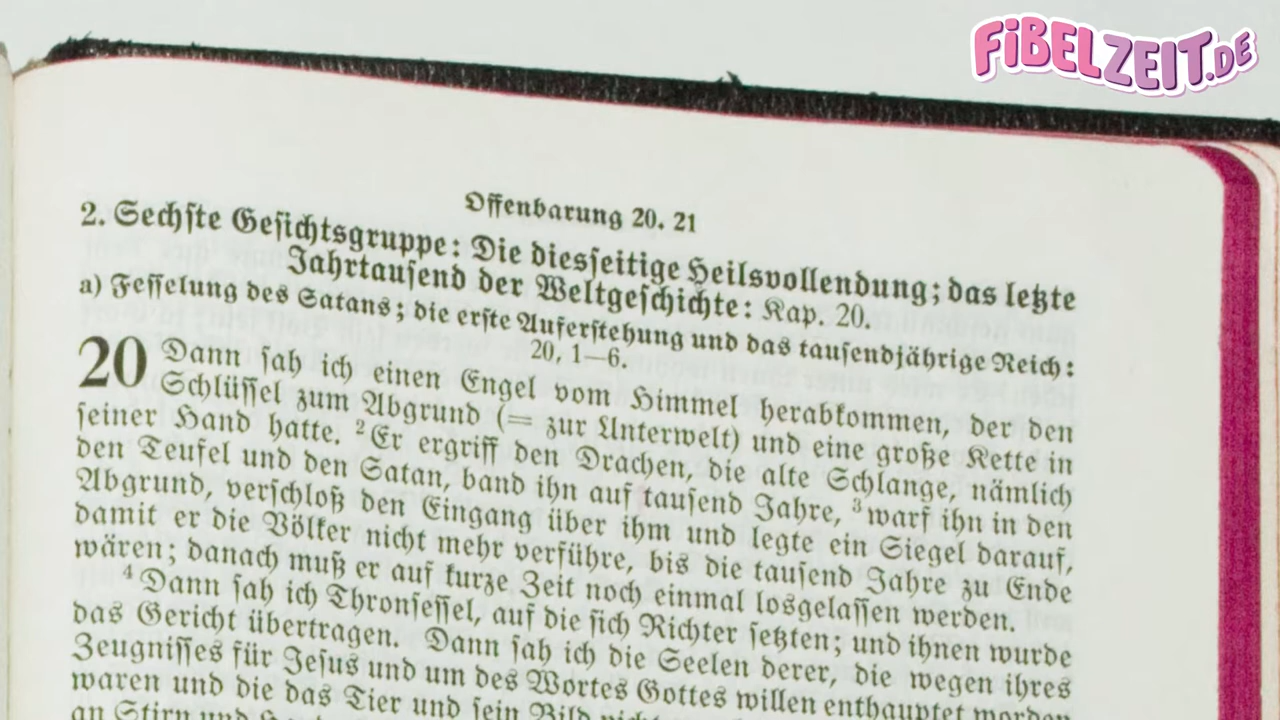 FiBELZEIT.DE
Offenbarung 20. 21
2. Sechste Gesichtsgruppe: Die diesseitige Heilsvollendung; das letzte
Jahrtausend der Weltgeschichte: Kap. 20.
a) Fesselung des Satans; die erste Auferstehung und das tausendjährige Reich:
20, 1—6.
20 Dann sah ich einen Engel vom Himmel herabkommen, der den
Schlüssel zum Abgrund (= zur Unterwelt) und eine große Kette in
seiner Hand hatte. ²Er ergriff den Drachen, die alte Schlange, nämlich
den Teufel und den Satan, band ihn auf tausend Jahre, ³warf ihn in den
Abgrund, verschloß den Eingang über ihm und legte ein Siegel darauf,
damit er die Völker nicht mehr verführe, bis die tausend Jahre zu Ende
wären; danach muß er auf kurze Zeit noch einmal losgelassen werden.
⁴Dann sah ich Thronsessel, auf die sich Richter setzten; und ihnen wurde
das Gericht übertragen. Dann sah ich die Seelen derer, die wegen ihres
Zeugnisses für Jesus und um des Wortes Gottes willen enthauptet worden
waren und die das Tier und sein Bild
an Stirn und